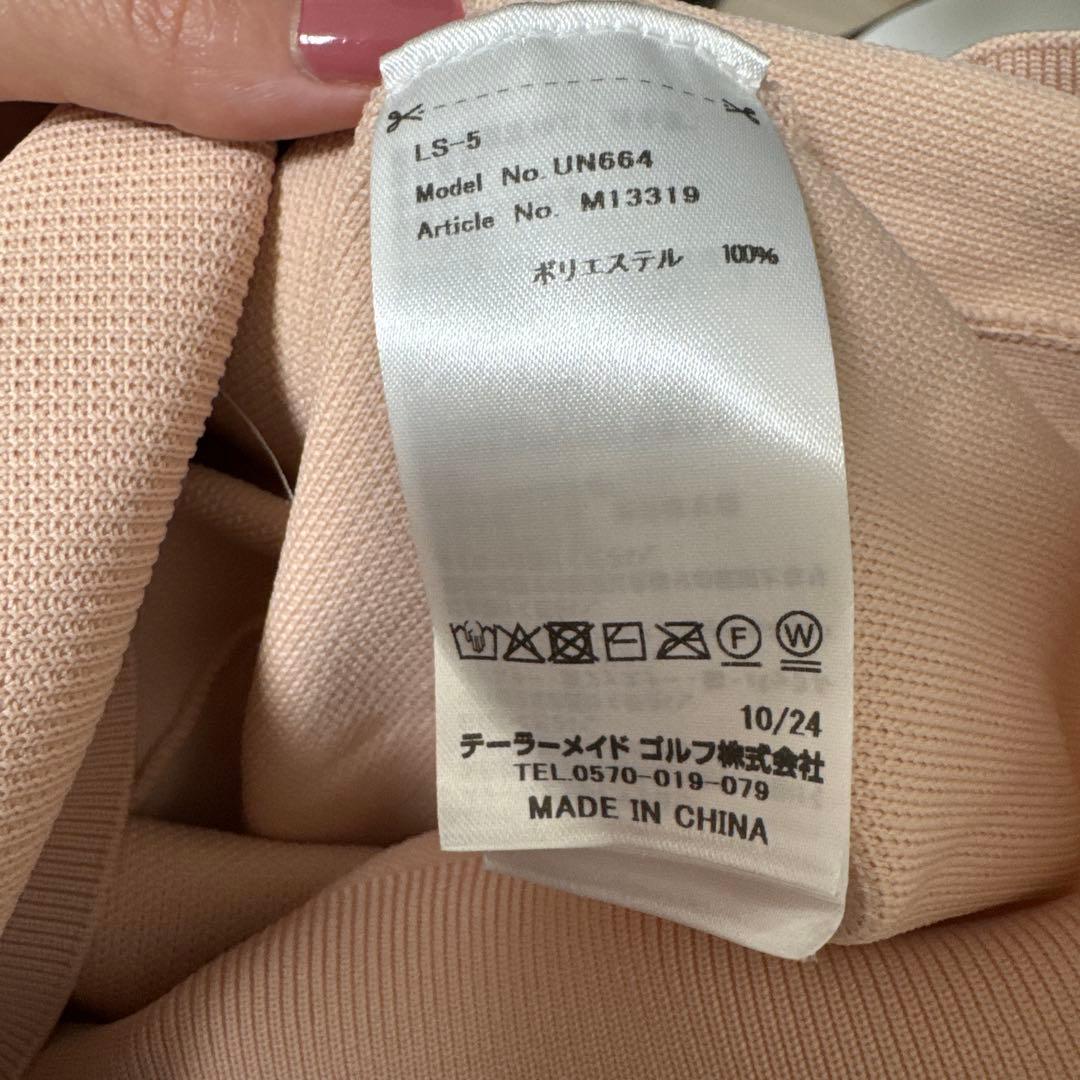 LS-5
Model No. UN664
Article No. M13319
ポリエステル 100%
F W
10/24
テーラーメイド ゴルフ株式会社
TEL.0570-019-079
MADE IN CHINA